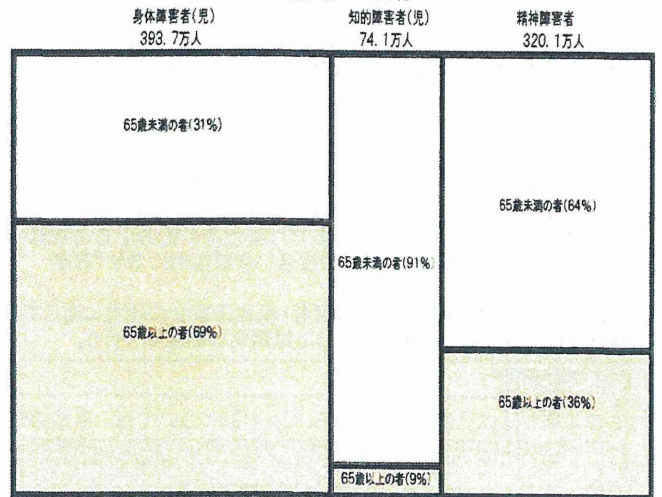 身体障害者(児)
393.7万人
知的障害者(児)
74.1万人
精神障害者
320.1万人
65歳未満の者(31%)
65歳以上の者(69%)
65歳未満の者(91%)
65歳以上の者(9%)
65歳未満の者(64%)
65歳以上の者(36%)